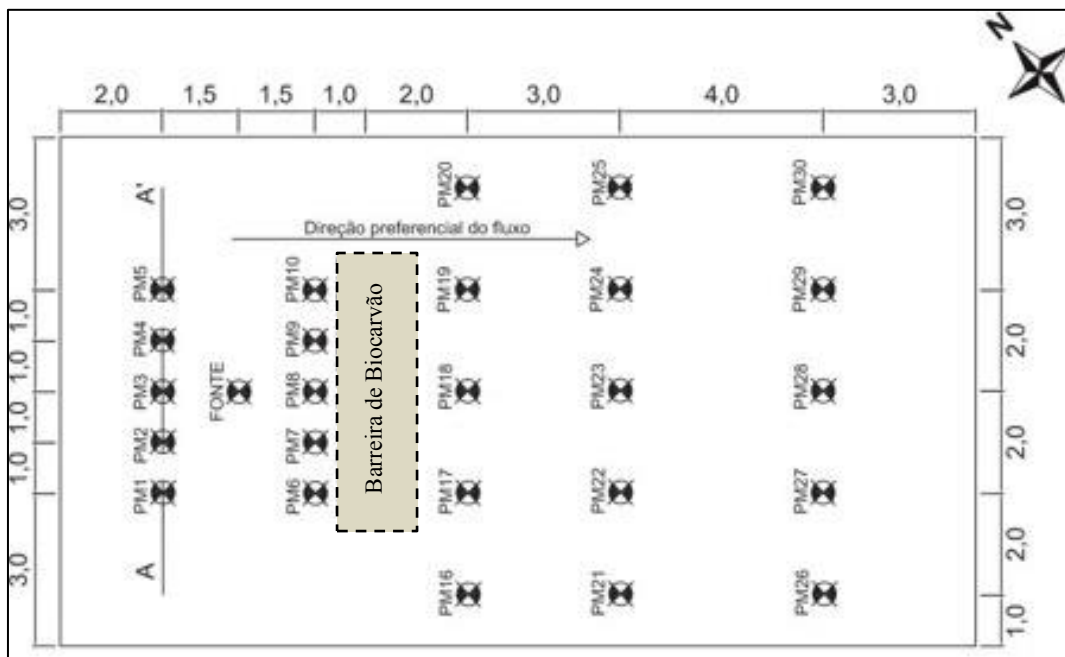 N
2,0 1,5 1,5 1,0 2,0 3,0 4,0 3,0
3,0
1,0
1,0
1,0
1,0
3,0
A'
PM5
PM4
PM3
PM2
PM1
A
FONTE
PM10
PM9
PM8
PM7
PM6
Direção preferencial do fluxo
Barreira de Biocarvão
PM20
PM19
PM18
PM17
PM16
PM25
PM24
PM23
PM22
PM21
PM30
PM29
PM28
PM27
PM26
3,0
2,0
2,0
2,0
1,0